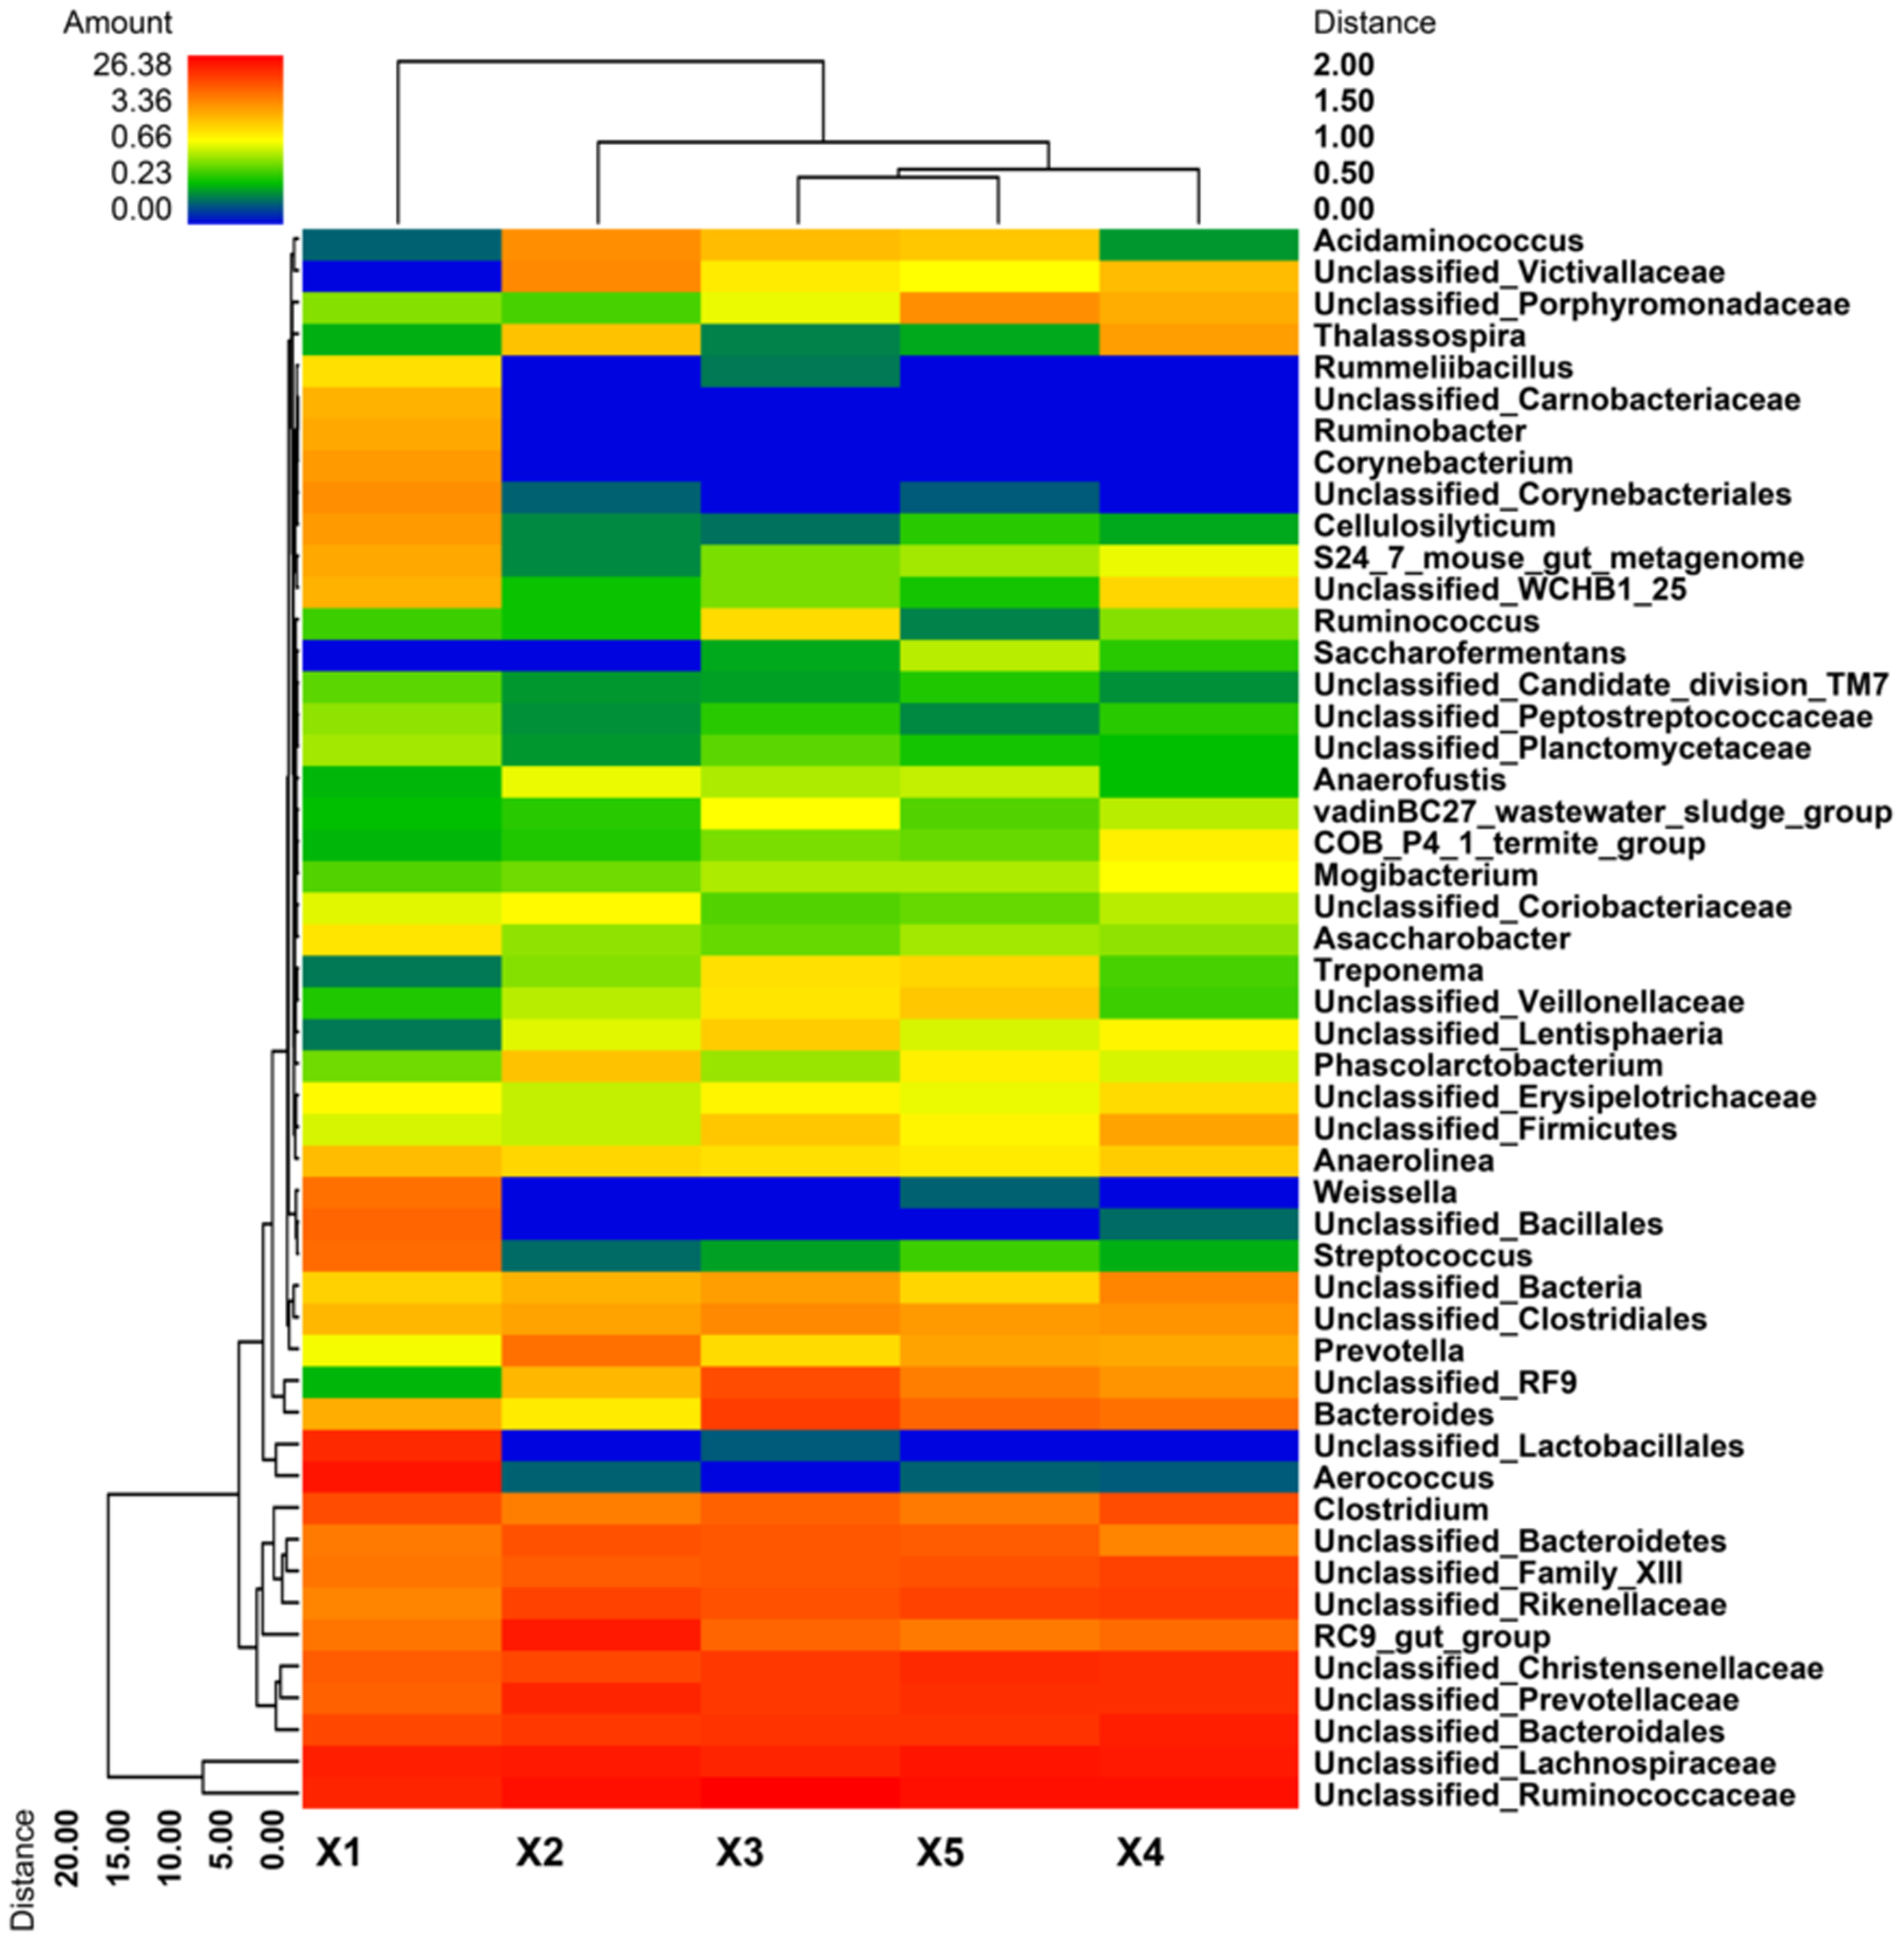 Amount
26.38
3.36
0.66
0.23
0.00
Distance
2.00
1.50
1.00
0.50
0.00
Acidaminococcus
Unclassified_Victivallaceae
Unclassified_Porphyromonadaceae
Thalassospira
Rummeliibacillus
Unclassified_Carnobacteriaceae
Ruminobacter
Corynebacterium
Unclassified_Corynebacteriales
Cellulosilyticum
S24_7_mouse_gut_metagenome
Unclassified_WCHB1_25
Ruminococcus
Saccharofermentans
Unclassified_Candidate_division_TM7
Unclassified_Peptostreptococcaceae
Unclassified_Planctomycetaceae
Anaerofustis
vadinBC27_wastewater_sludge_group
COB_P4_1_termite_group
Mogibacterium
Unclassified_Coriobacteriaceae
Asaccharobacter
Treponema
Unclassified_Veillonellaceae
Unclassified_Lentisphaeria
Phascolarctobacterium
Unclassified_Erysipelotrichaceae
Unclassified_Firmicutes
Anaerolinea
Weissella
Unclassified_Bacillales
Streptococcus
Unclassified_Bacteria
Unclassified_Clostridiales
Prevotella
Unclassified_RF9
Bacteroides
Unclassified_Lactobacillales
Aerococcus
Clostridium
Unclassified_Bacteroidetes
Unclassified_Family_XIII
Unclassified_Rikenellaceae
RC9_gut_group
Unclassified_Christensenellaceae
Unclassified_Prevotellaceae
Unclassified_Bacteroidales
Unclassified_Lachnospiraceae
Unclassified_Ruminococcaceae
Distance
20.00
15.00
10.00
5.00
0.00
X1 X2 X3 X5 X4